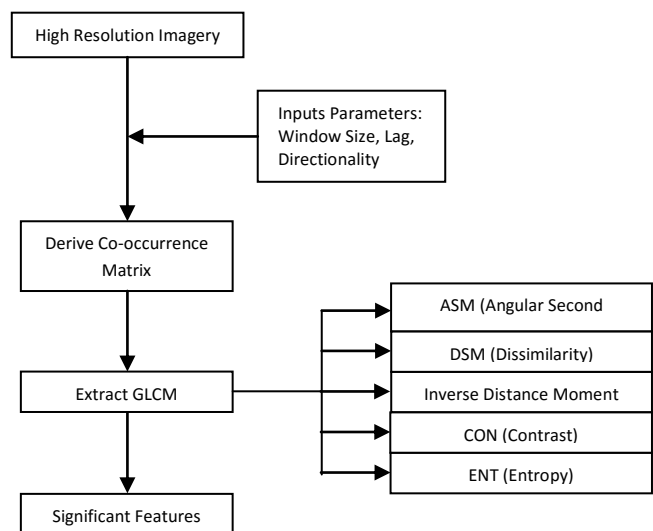 High Resolution Imagery
Inputs Parameters:
Window Size, Lag,
Directionality
Derive Co-occurrence
Matrix
ASM (Angular Second
DSM (Dissimilarity)
Extract GLCM
Inverse Distance Moment
CON (Contrast)
ENT (Entropy)
Significant Features